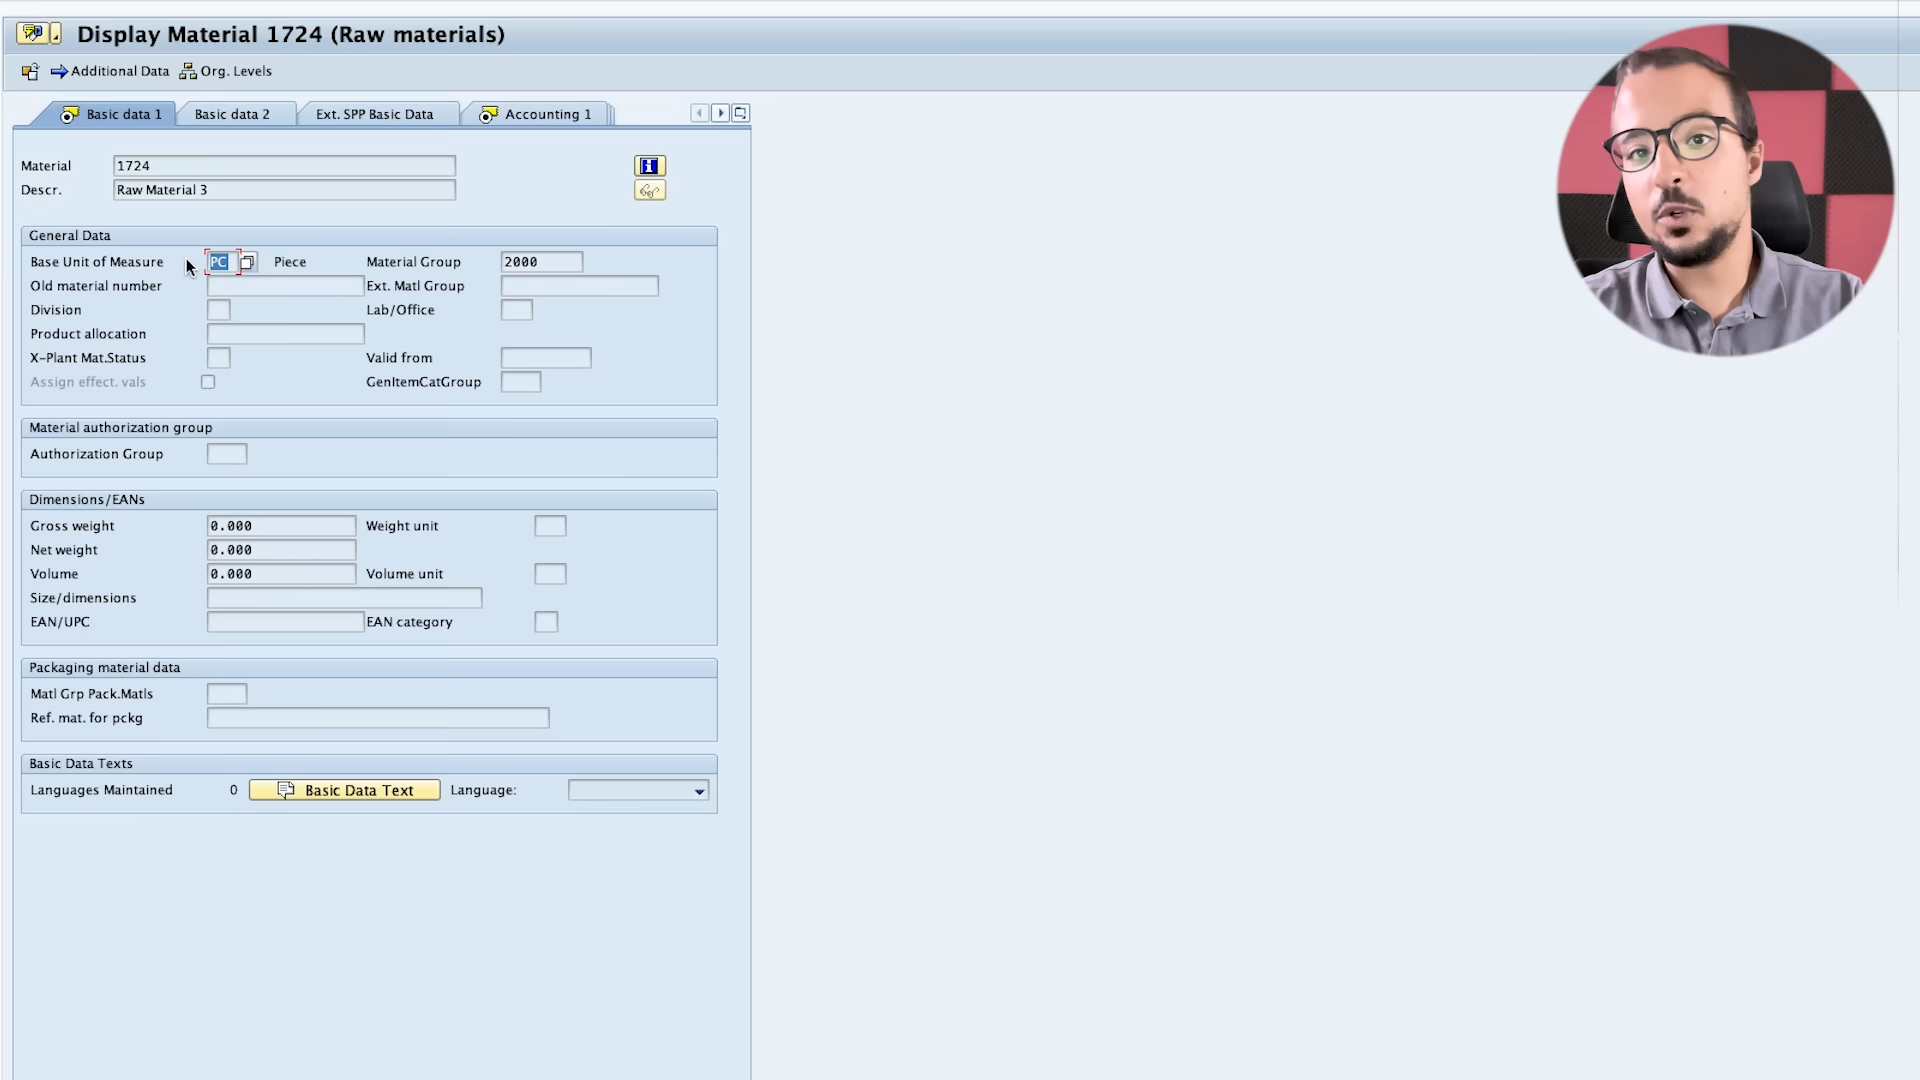 Display Material 1724 (Raw materials)
Additional Data Org. Levels
Basic data 1 Basic data 2 Ext. SPP Basic Data Accounting 1
Material 1724
Descr. Raw Material 3
General Data
Base Unit of Measure PC Piece Material Group 2000
Old material number Ext. Matl Group
Division Lab/Office
Product allocation
X-Plant Mat.Status Valid from
Assign effect. vals GenItemCatGroup
Material authorization group
Authorization Group
Dimensions/EANs
Gross weight 0.000 Weight unit
Net weight 0.000
Volume 0.000 Volume unit
Size/dimensions
EAN/UPC EAN category
Packaging material data
Matl Grp Pack.Matls
Ref. mat. for pckg
Basic Data Texts
Languages Maintained 0 Basic Data Text Language: